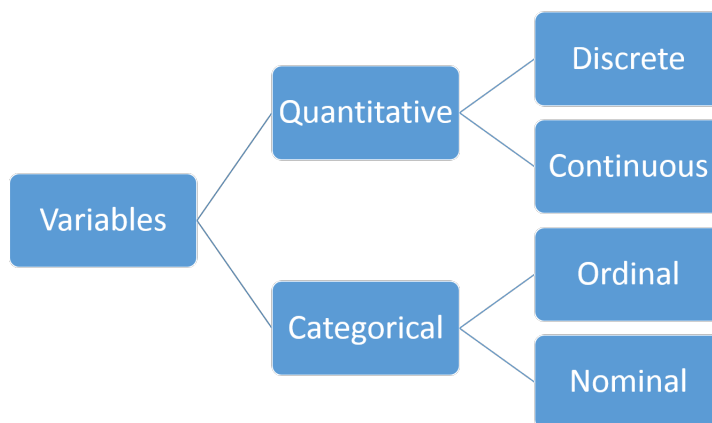 Variables
Quantitative
Discrete
Continuous
Categorical
Ordinal
Nominal